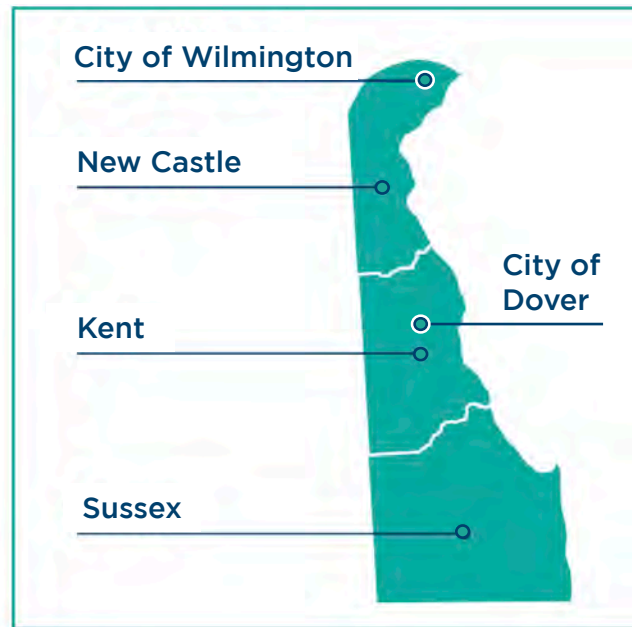 City of Wilmington
New Castle
City of
Dover
Kent
Sussex